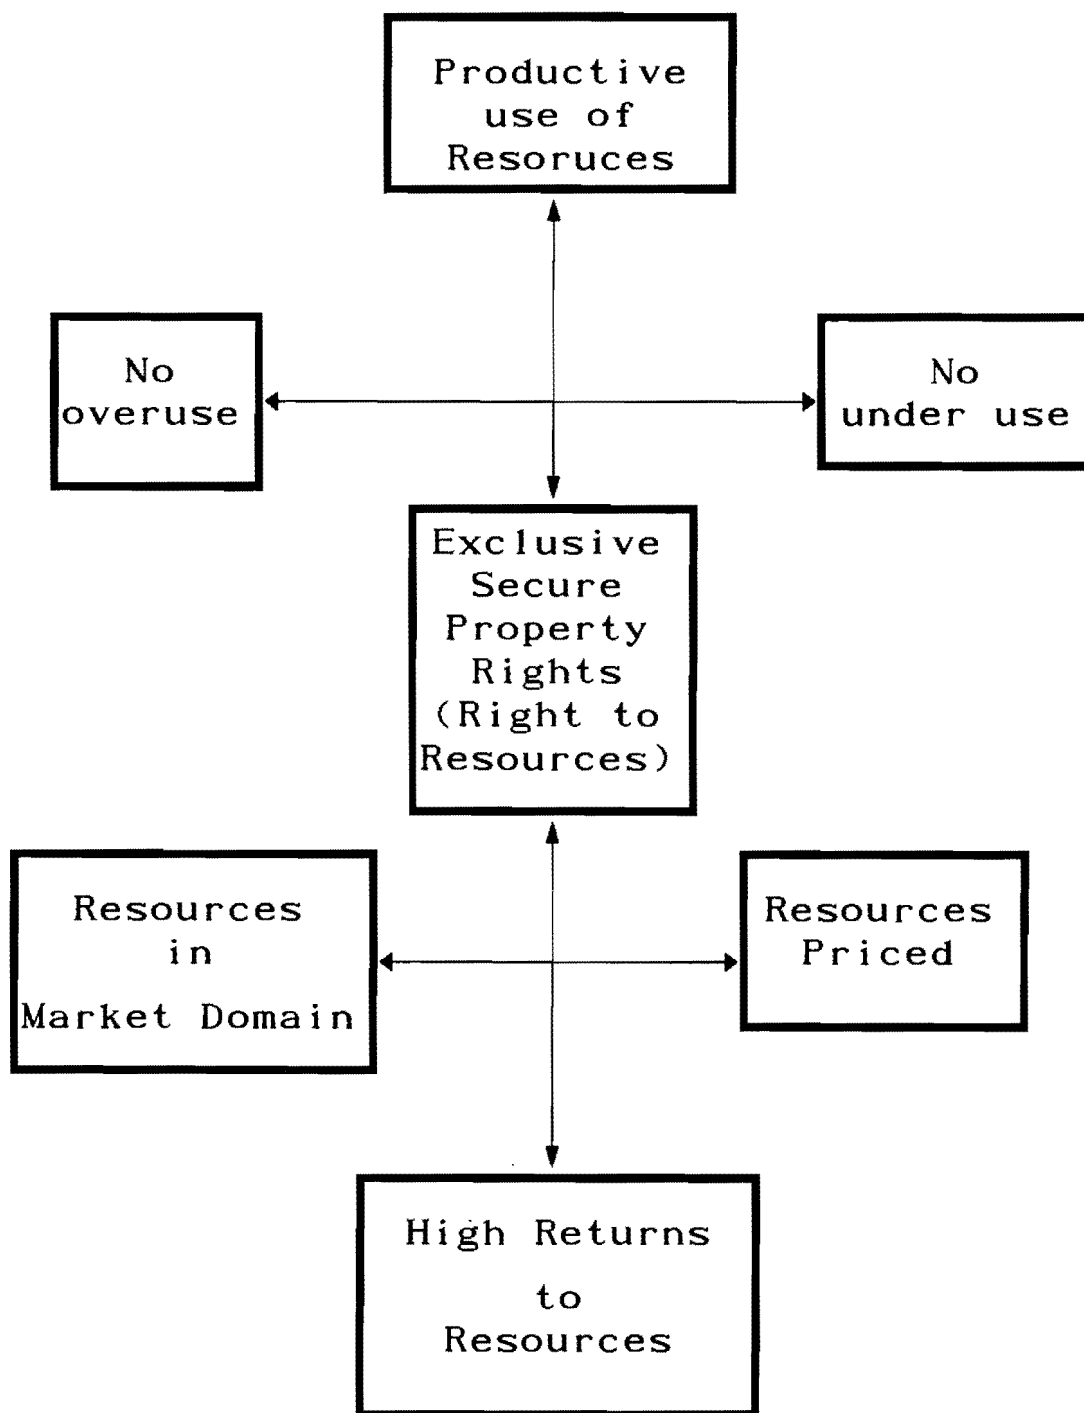 Productive
use of
Resoruces
No
overuse
No
under use
Exclusive
Secure
Property
Rights
(Right to
Resources)
Resources
in
Market Domain
Resources
Priced
High Returns
to
Resources